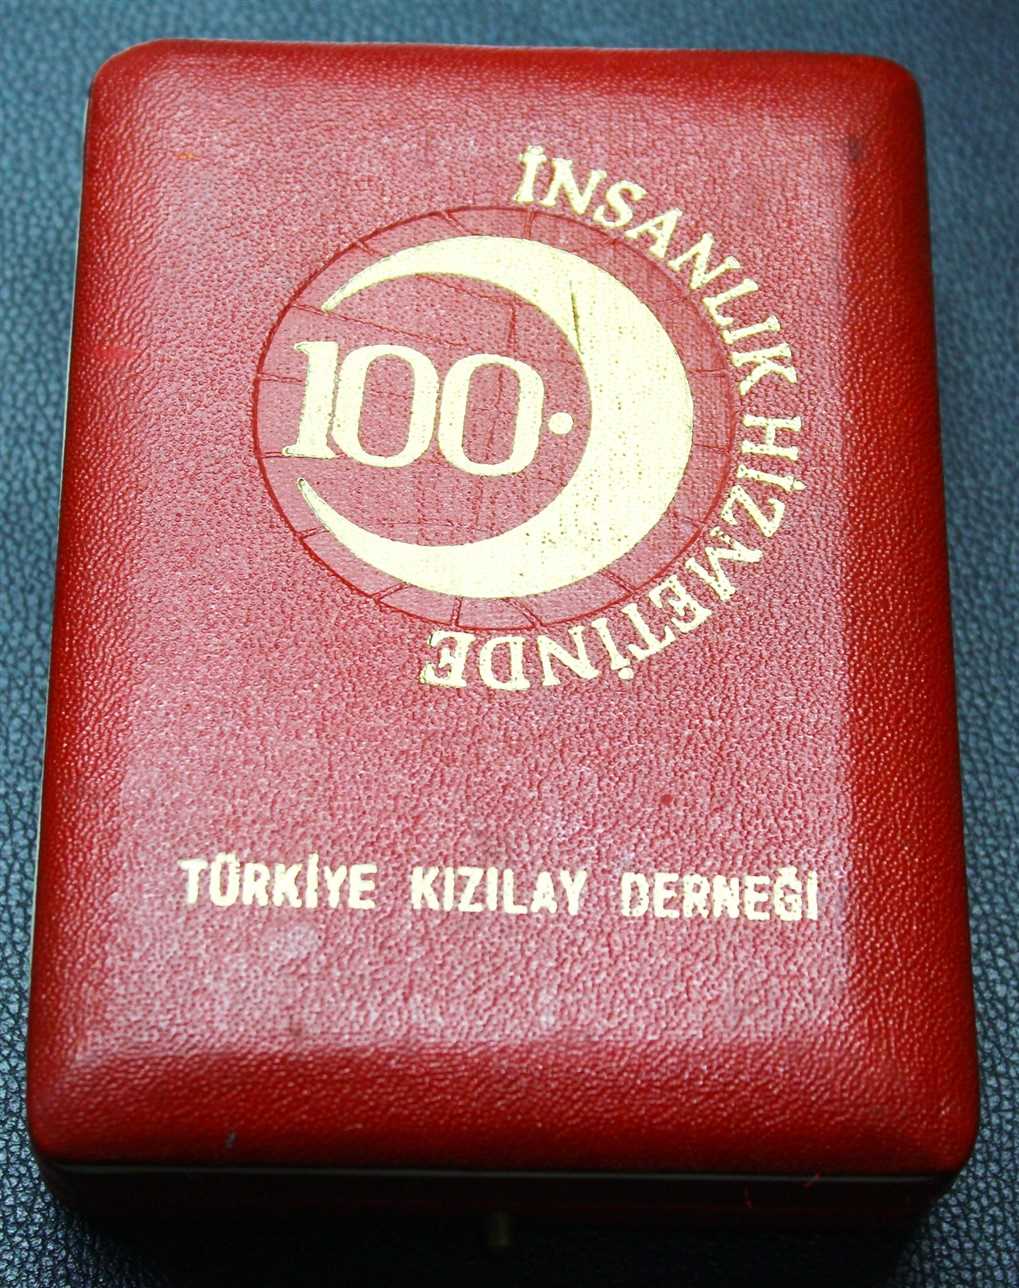 İNSANLIK HİZMETİNDE
100.
TÜRKİYE KIZILAY DERNEĞİ